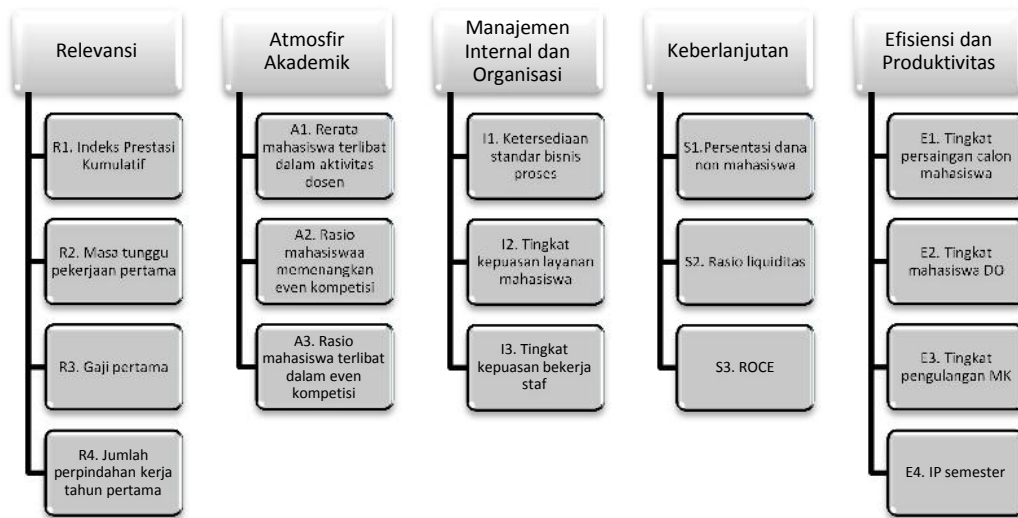 Relevansi
R1. Indeks Prestasi
Kumulatif
R2. Masa tunggu
pekerjaan pertama
R3. Gaji pertama
R4. Jumlah
perpindahan kerja
tahun pertama
Atmosfir
Akademik
A1. Rerata
mahasiswa terlibat
dalam aktivitas
dosen
A2. Rasio
mahasiswaa
memenangkan
even kompetisi
A3. Rasio
mahasiswa terlibat
dalam even
kompetisi
Manajemen
Internal dan
Organisasi
I1. Ketersediaan
standar bisnis
proses
I2. Tingkat
kepuasan layanan
mahasiswa
I3. Tingkat
kepuasan bekerja
staf
Keberlanjutan
S1.Persentasi dana
non mahasiswa
S2. Rasio liquiditas
S3. ROCE
Efisiensi dan
Produktivitas
E1. Tingkat
persaingan calon
mahasiswa
E2. Tingkat
mahasiswa DO
E3. Tingkat
pengulangan MK
E4. IP semester